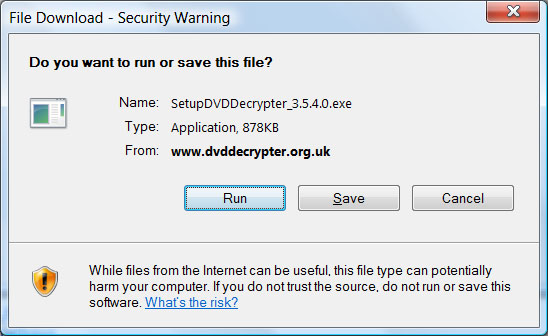 File Download - Security Warning
Do you want to run or save this file?
Name: SetupDVDDecrypter_3.5.4.0.exe
Type: Application, 878KB
From: www.dvddecrypter.org.uk
Run Save Cancel
While files from the Internet can be useful, this file type can potentially
harm your computer. If you do not trust the source, do not run or save this
software. What's the risk?